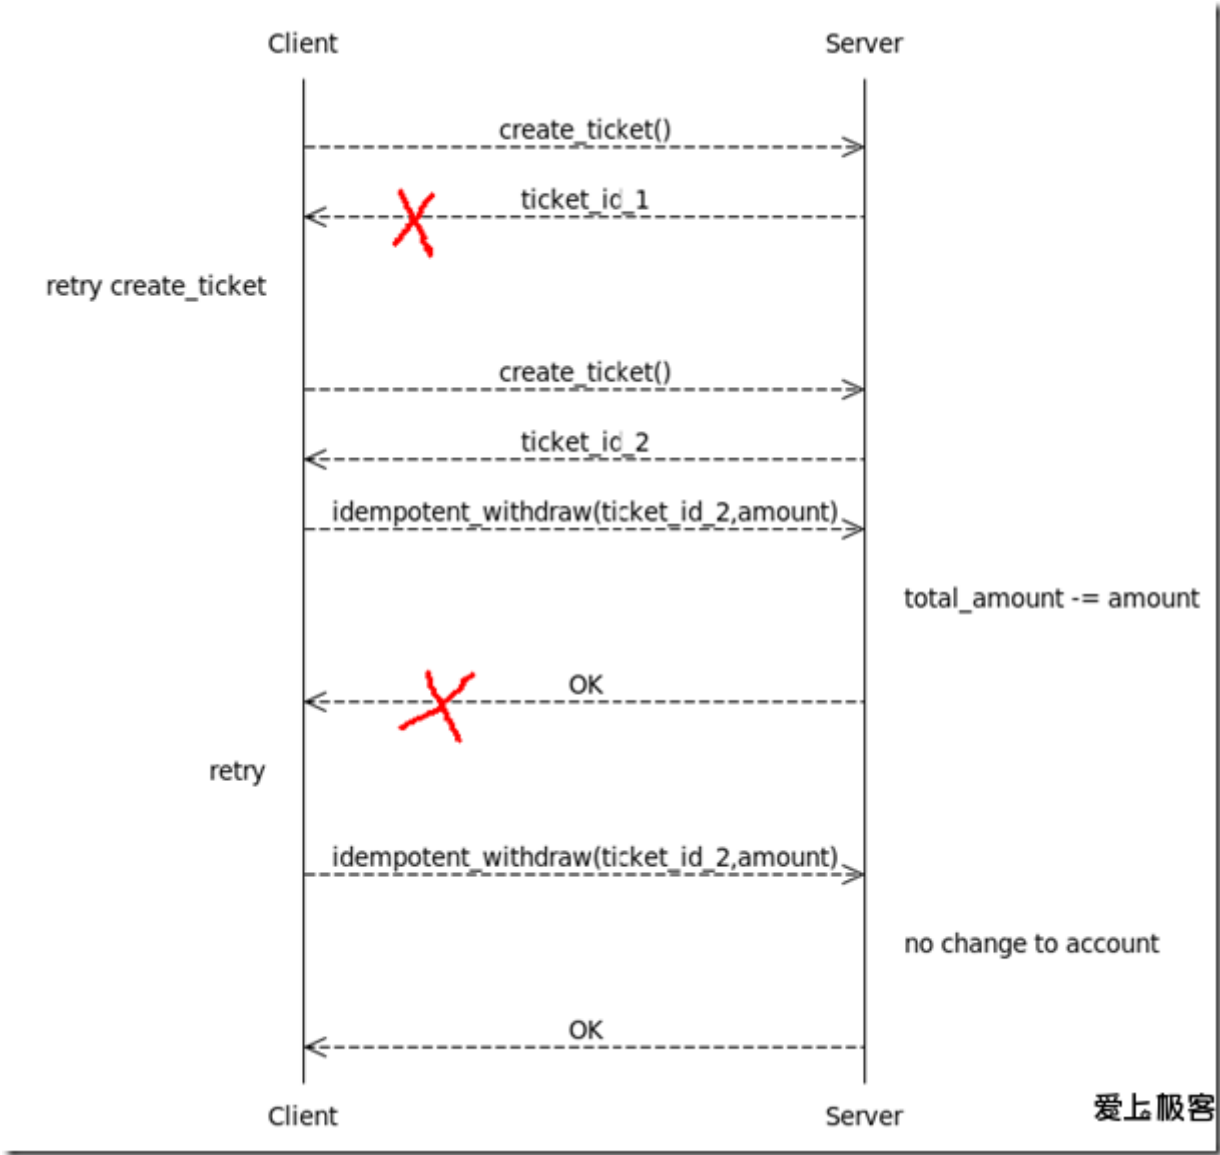 Client Server
create_ticket()
ticket_id_1
retry create_ticket
create_ticket()
ticket_id_2
idempotent_withdraw(ticket_id_2,amount)
total_amount -= amount
OK
retry
idempotent_withdraw(ticket_id_2,amount)
no change to account
OK
Client Server
爱上极客